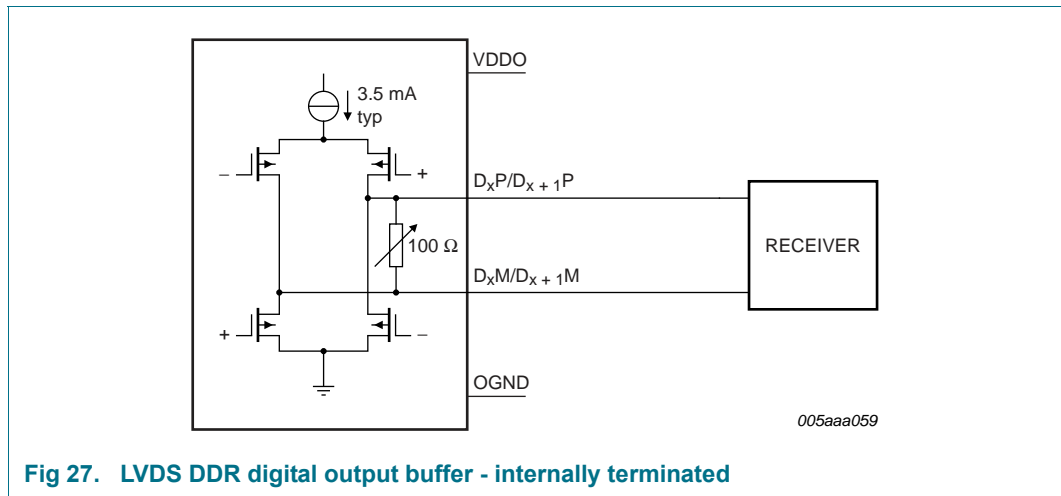 VDDO
3.5 mA
typ
−
+
DxP/Dx + 1P
100 Ω
RECEIVER
DxM/Dx + 1M
+
−
OGND
005aaa059
Fig 27. LVDS DDR digital output buffer - internally terminated